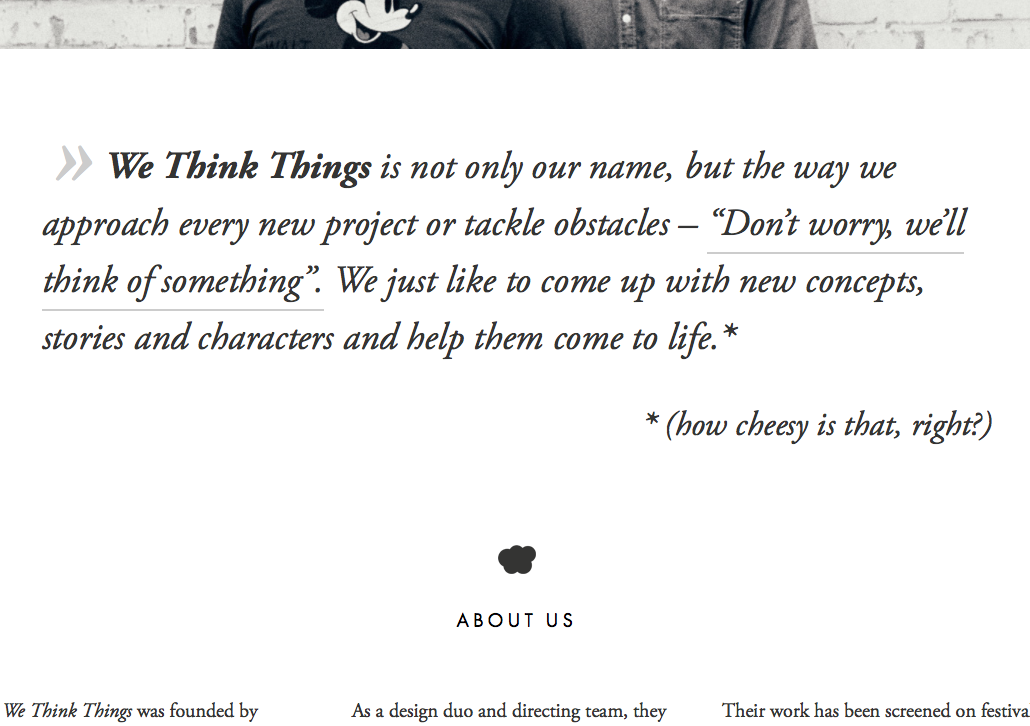 WALT
» We Think Things is not only our name, but the way we
approach every new project or tackle obstacles – “Don’t worry, we’ll
think of something”. We just like to come up with new concepts,
stories and characters and help them come to life.*
* (how cheesy is that, right?)
ABOUT US
We Think Things was founded by
As a design duo and directing team, they
Their work has been screened on